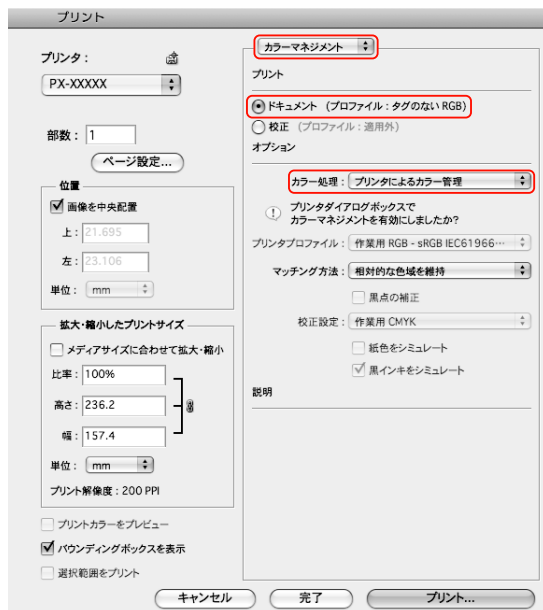 プリント
プリンタ：
PX-XXXXX
部数：1
ページ設定...
位置
画像を中央配置
上：21.695
左：23.106
単位：mm
拡大・縮小したプリントサイズ
メディアサイズに合わせて拡大・縮小
比率：100%
高さ：236.2
幅：157.4
単位：mm
プリント解像度：200 PPI
プリントカラーをプレビュー
バウンディングボックスを表示
選択範囲をプリント
カラーマネジメント
プリント
ドキュメント（プロファイル：タグのない RGB）
校正（プロファイル：適用外）
オプション
カラー処理：プリンタによるカラー管理
プリンタダイアログボックスで
カラーマネジメントを有効にしましたか？
プリンタプロファイル：作業用 RGB - sRGB IEC61966…
マッチング方法：相対的な色域を維持
黒点の補正
校正設定：作業用 CMYK
紙色をシミュレート
黒インキをシミュレート
説明
キャンセル
完了
プリント...